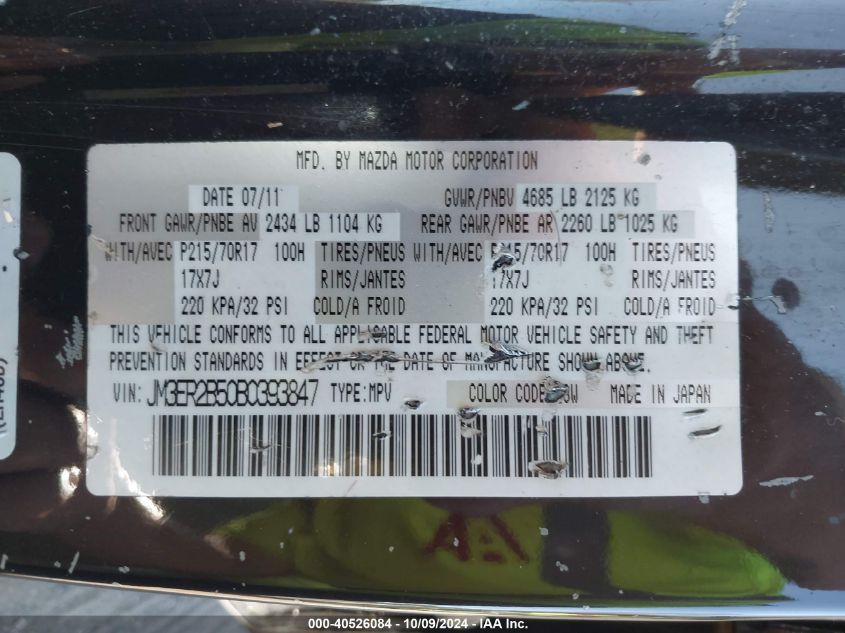 MFD. BY MAZDA MOTOR CORPORATION
DATE 07/11 GVWR/PNBV 4685 LB 2125 KG
FRONT GAWR/PNBE AV 2434 LB 1104 KG REAR GAWR/PNBE AR 2260 LB 1025 KG
WITH/AVEC P215/70R17 100H TIRES/PNEUS WITH/AVEC 100H TIRES/PNEUS
17X7J RIMS/JANTES 17X7J RIMS/JANTES
220 KPA/32 PSI COLD/A FROID 220 KPA/32 PSI COLD/A FROID
THIS VEHICLE CONFORMS TO ALL APPLICABLE FEDERAL MOTOR VEHICLE SAFETY AND THEFT
PREVENTION STANDARDS IN EFFECT OR THE DATE OF MANUFACTURE SHOWN ABOVE.
VIN: JM3ER2B50B0393847 TYPE:MPV COLOR CODE: MADE IN JAPAN
000-40526084 - 10/09/2024 - IAA Inc.